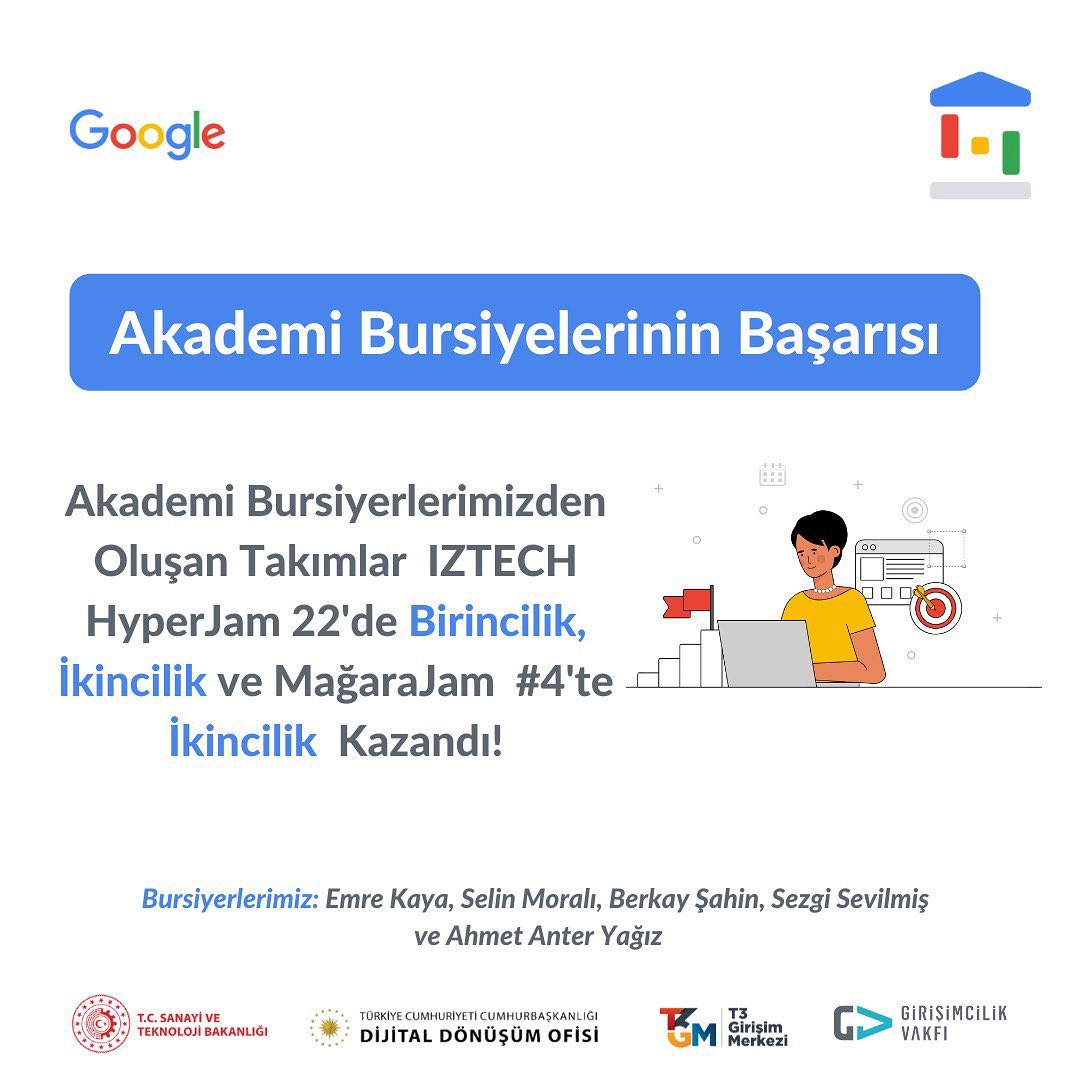 Google
Akademi Bursiyelerinin Başarısı
Akademi Bursiyerlerimizden
Oluşan Takımlar IZTECH
HyperJam 22'de Birincilik,
İkincilik ve MağaraJam #4'te
İkincilik Kazandı!
Bursiyerlerimiz: Emre Kaya, Selin Moralı, Berkay Şahin, Sezgi Sevilmiş
ve Ahmet Anter Yağız
T.C. SANAYİ VE
TEKNOLOJİ BAKANLIĞI
TÜRKİYE CUMHURİYETİ CUMHURBAŞKANLIĞI
DİJİTAL DÖNÜŞÜM OFİSİ
T3
Girişim
Merkezi
GİRİŞİMCİLİK
VAKFI